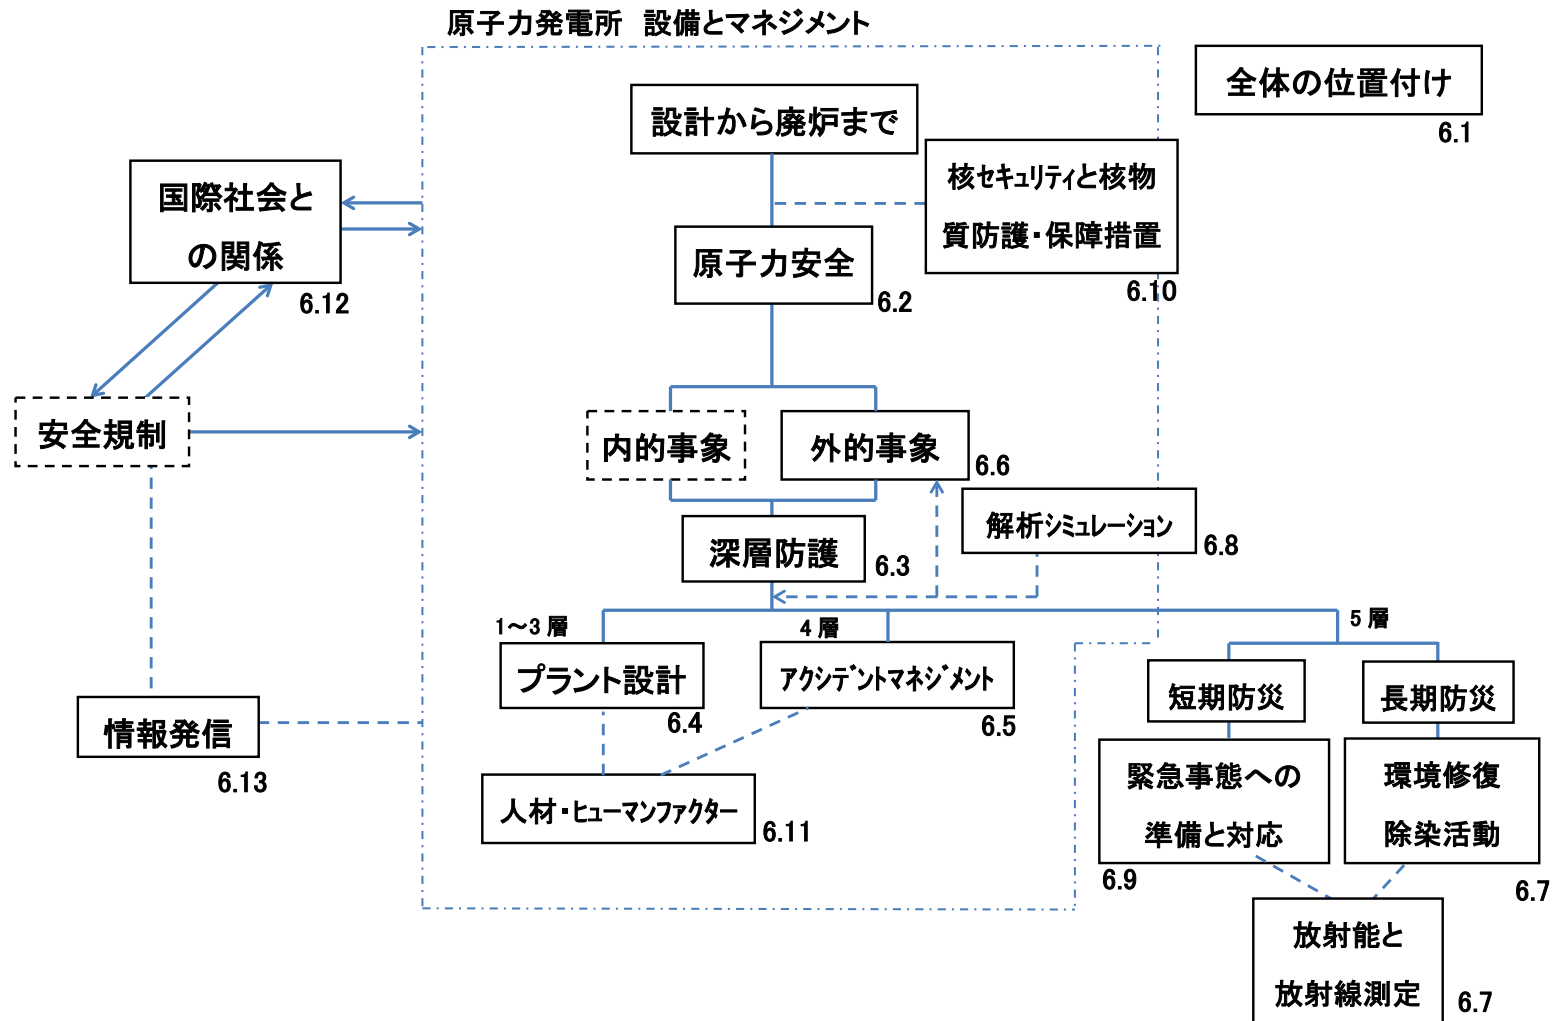 原子力発電所 設備とマネジメント
全体の位置付け
6.1
設計から廃炉まで
核セキュリティと核物
質防護・保障措置
6.10
国際社会と
の関係
6.12
原子力安全
6.2
安全規制
内的事象
外的事象
6.6
解析シミュレーション
6.8
深層防護
6.3
1～3 層
4 層
5 層
プラント設計
6.4
アクシデントマネジメント
6.5
短期防災
長期防災
情報発信
6.13
人材・ヒューマンファクター
6.11
緊急事態への
準備と対応
6.9
環境修復
除染活動
6.7
放射能と
放射線測定
6.7